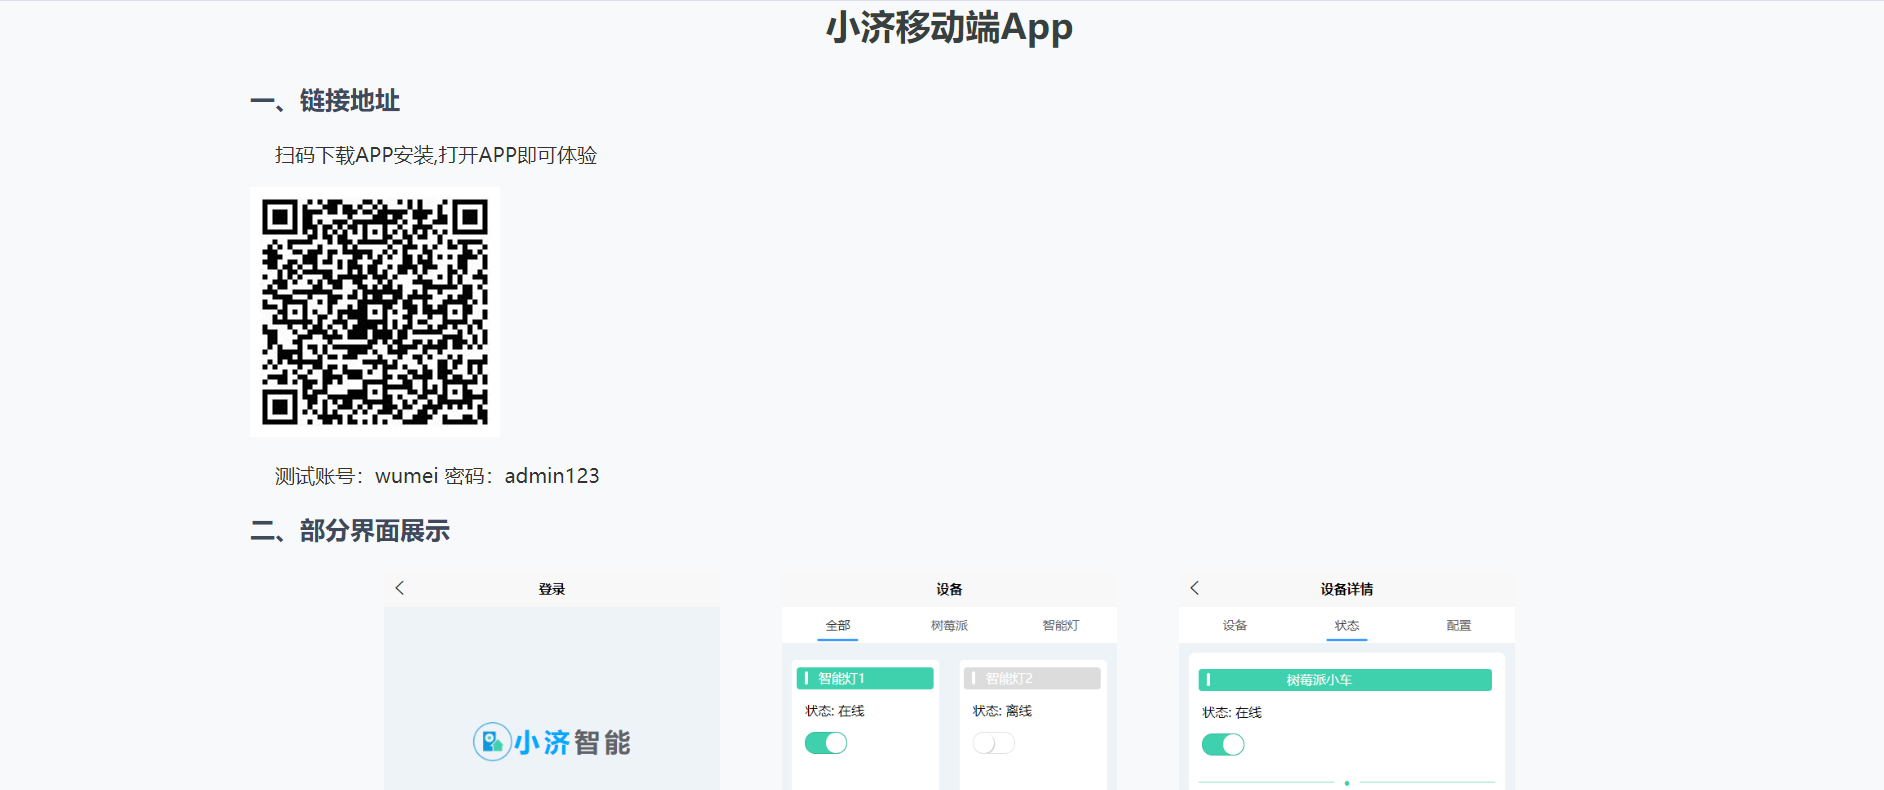 小济移动端App
一、链接地址
扫码下载APP安装,打开APP即可体验
测试账号：wumei 密码：admin123
二、部分界面展示
登录
小济智能
设备
全部 树莓派 智能灯
智能灯1 智能灯2
状态: 在线 状态: 离线
设备详情
设备 状态 配置
树莓派小车
状态: 在线